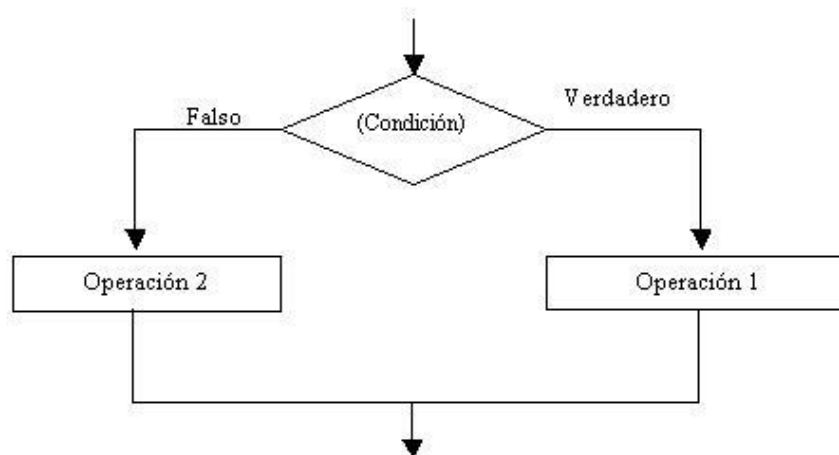 Verdadero
Falso
(Condición)
Operación 2
Operación 1